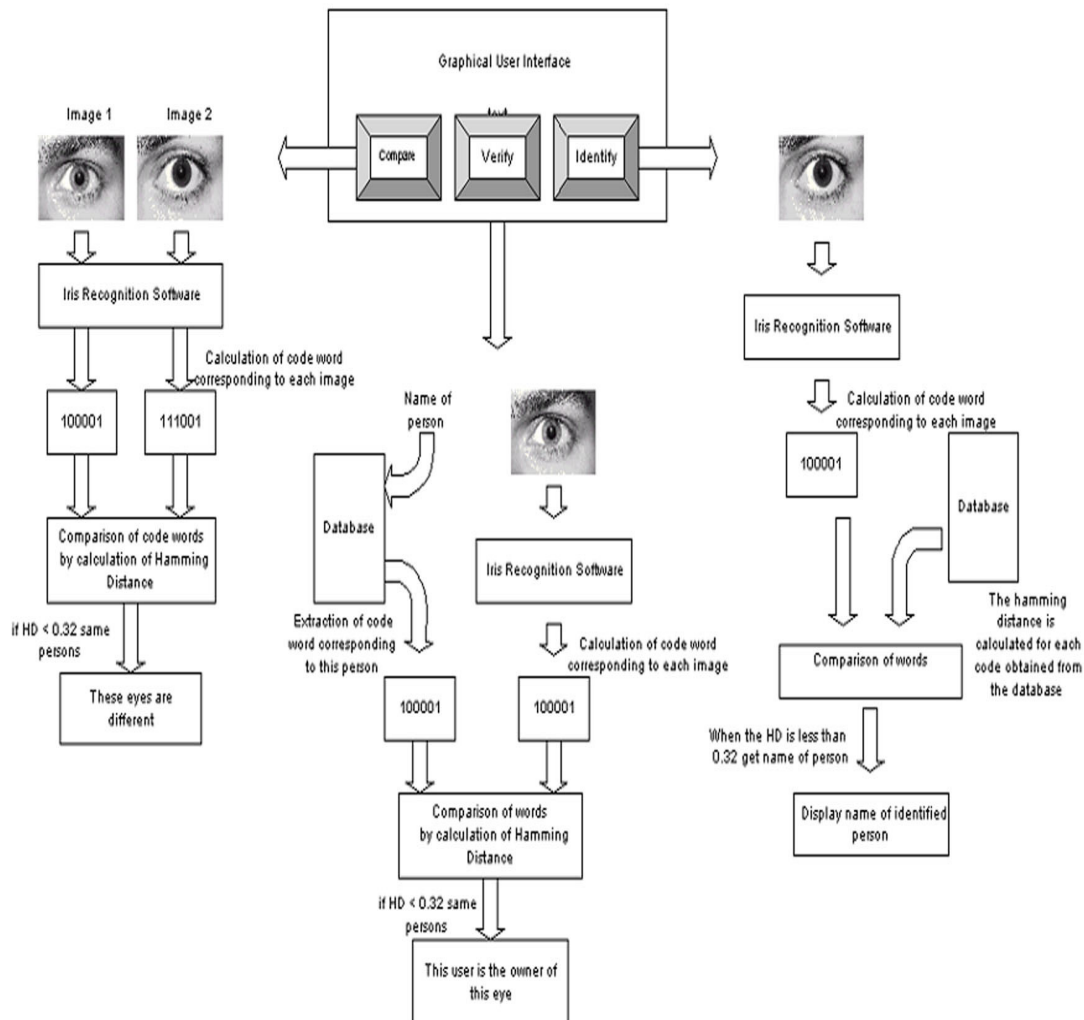 Graphical User Interface
text
Compare
Verify
Identify
Image 1
Image 2
Iris Recognition Software
Calculation of code word
corresponding to each image
100001
111001
Comparison of code words
by calculation of Hamming
Distance
if HD < 0.32 same
persons
These eyes are
different
Name of
person
Database
Extraction of code
word corresponding
to this person
Iris Recognition Software
Calculation of code word
corresponding to each image
100001
100001
Comparison of words
by calculation of Hamming
Distance
if HD < 0.32 same
persons
This user is the owner of
this eye
Iris Recognition Software
Calculation of code word
corresponding to each image
100001
Database
The hamming
distance is
calculated for each
code obtained from
the database
Comparison of words
When the HD is less than
0.32 get name of person
Display name of identified
person